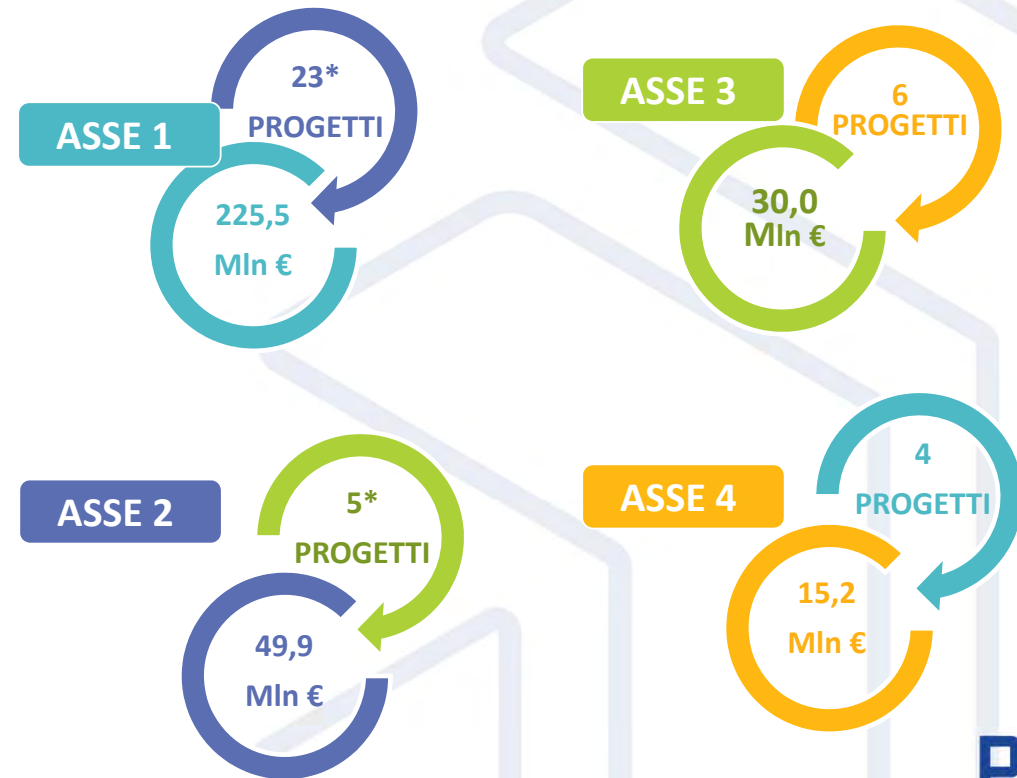 ASSE 1
23*
PROGETTI
225,5
Mln €
ASSE 3
6
PROGETTI
30,0
Mln €
ASSE 2
5*
PROGETTI
49,9
Mln €
ASSE 4
4
PROGETTI
15,2
Mln €